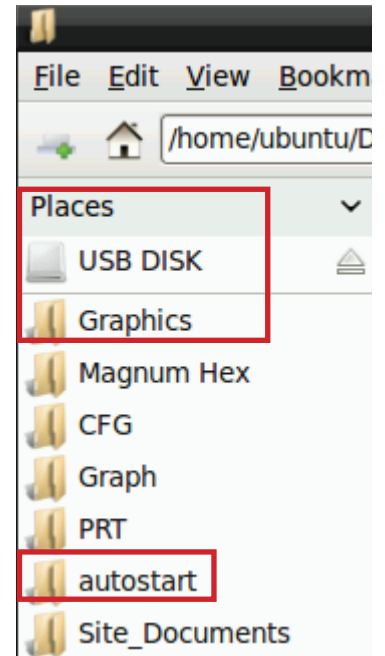 File Edit View Bookm
/home/ubuntu/D
Places
USB DISK
Graphics
Magnum Hex
CFG
Graph
PRT
autostart
Site_Documents